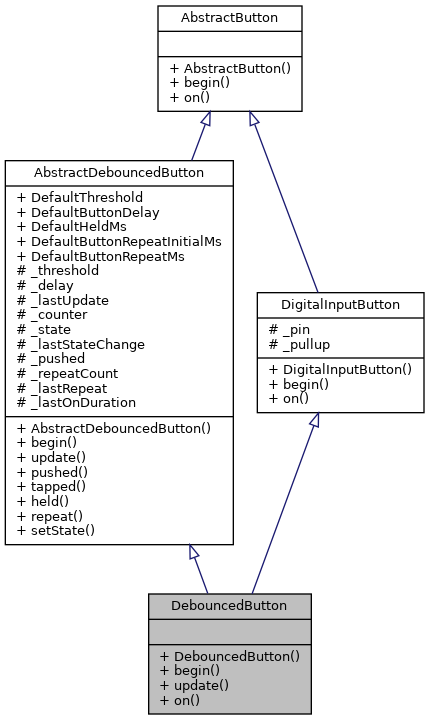 AbstractButton
+ AbstractButton()
+ begin()
+ on()
AbstractDebouncedButton
+ DefaultThreshold
+ DefaultButtonDelay
+ DefaultHeldMs
+ DefaultButtonRepeatInitialMs
+ DefaultButtonRepeatMs
# _threshold
# _delay
# _lastUpdate
# _counter
# _state
# _lastStateChange
# _pushed
# _repeatCount
# _lastRepeat
# _lastOnDuration
+ AbstractDebouncedButton()
+ begin()
+ update()
+ pushed()
+ tapped()
+ held()
+ repeat()
+ setState()
DigitalInputButton
# _pin
# _pullup
+ DigitalInputButton()
+ begin()
+ on()
DebouncedButton
+ DebouncedButton()
+ begin()
+ update()
+ on()